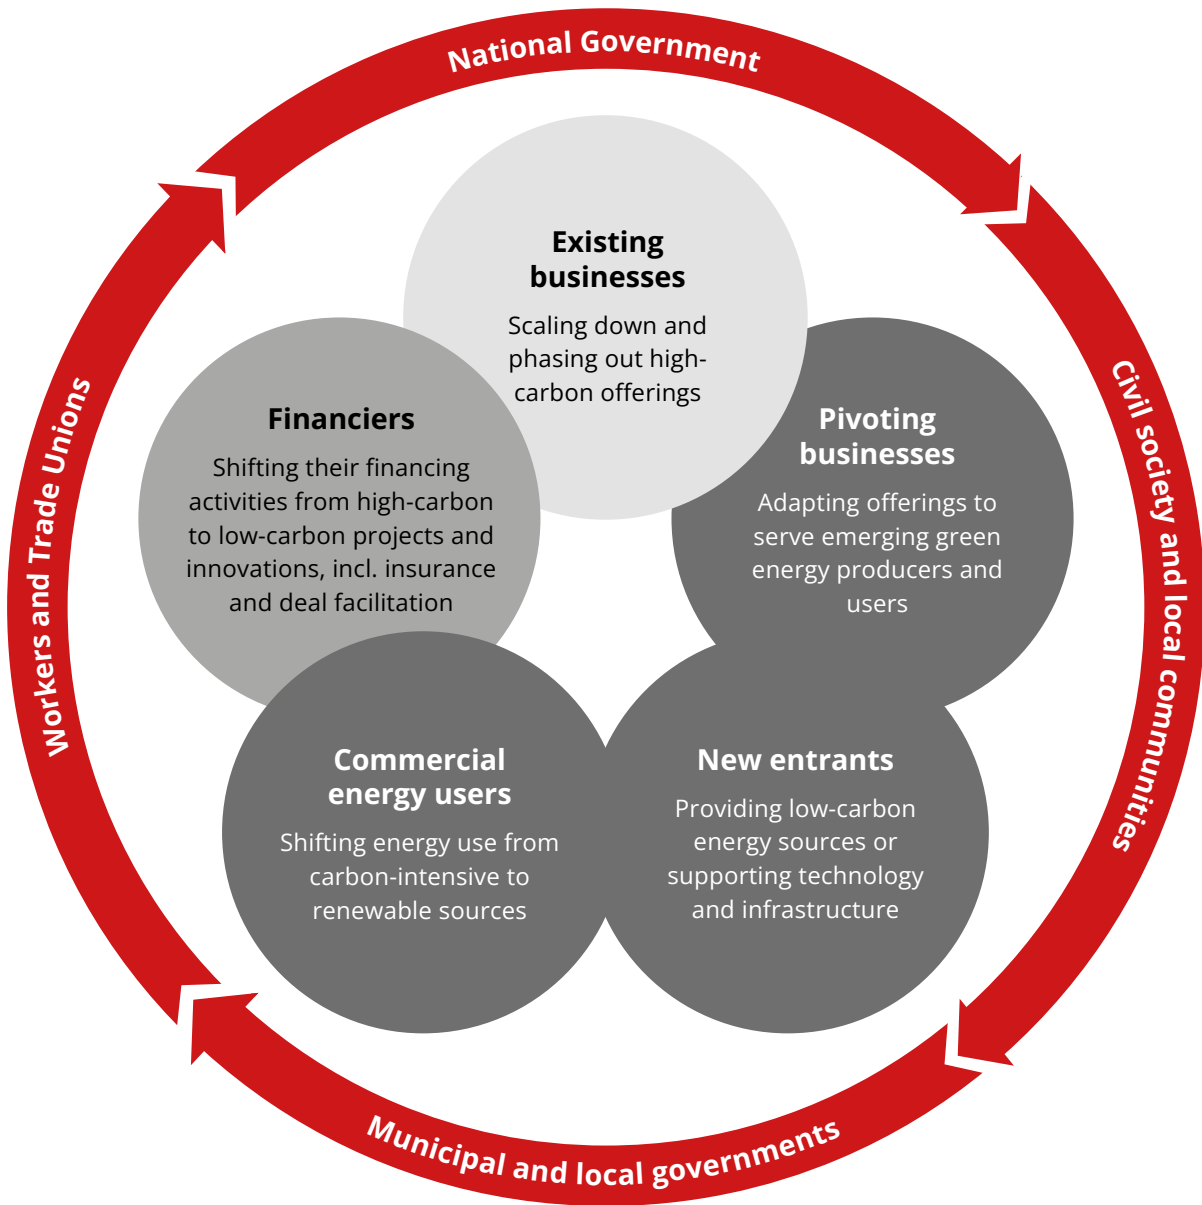 National Government
Existing
businesses
Scaling down and
phasing out high-
carbon offerings
Financiers
Shifting their financing
activities from high-carbon
to low-carbon projects and
innovations, incl. insurance
and deal facilitation
Pivoting
businesses
Adapting offerings to
serve emerging green
energy producers and
users
Workers and Trade Unions
Civil society and local communities
Commercial
energy users
Shifting energy use from
carbon-intensive to
renewable sources
New entrants
Providing low-carbon
energy sources or
supporting technology
and infrastructure
Municipal and local governments